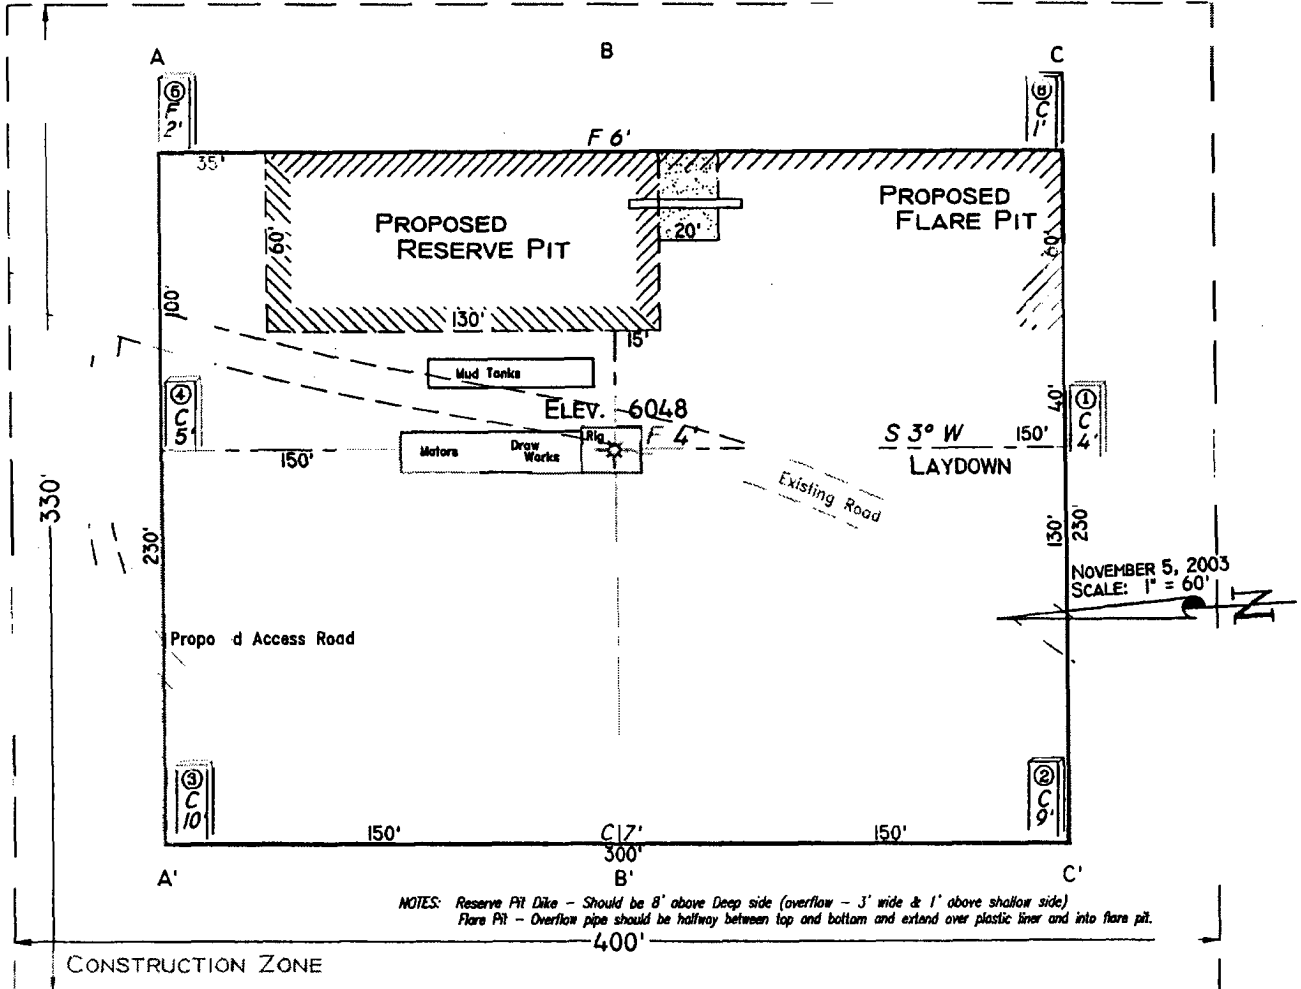 A
B
C
⑤
F
2'
C
1'
F 6'
35'
PROPOSED
RESERVE PIT
60'
130'
20'
15'
PROPOSED
FLARE PIT
60'
100'
Mud Tanks
④
C
5'
ELEV. 6048
F 4'
Rig
Motors
Draw
Works
150'
S 3° W
150'
LAYDOWN
40'
①
C
4'
Existing Road
330'
230'
130'
230'
NOVEMBER 5, 2003
SCALE: 1" = 60'
N
Access Road
③
C
10'
②
C
9'
150'
C17'
150'
300'
A'
B'
C'
NOTES: Reserve Pit Dike - Should be 8' above Deep side (overflow - 3' wide & 1' above shallow side)
Flare Pit - Overflow pipe should be halfway between top and bottom and extend over plastic liner and into flare pit.
400'
CONSTRUCTION ZONE